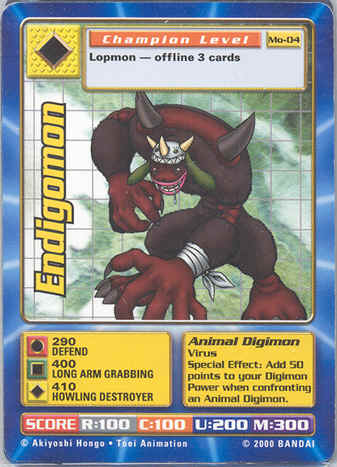 Champion Level
Mo-04
Lopmon — offline 3 cards
Endigomon
290
DEFEND
400
LONG ARM GRABBING
410
HOWLING DESTROYER
Animal Digimon
Virus
Special Effect: Add 50
points to your Digimon
Power when confronting
an Animal Digimon.
SCORE R:100 C:100 U:200 M:300
© Akiyoshi Hongo • Toei Animation
© 2000 BANDAI